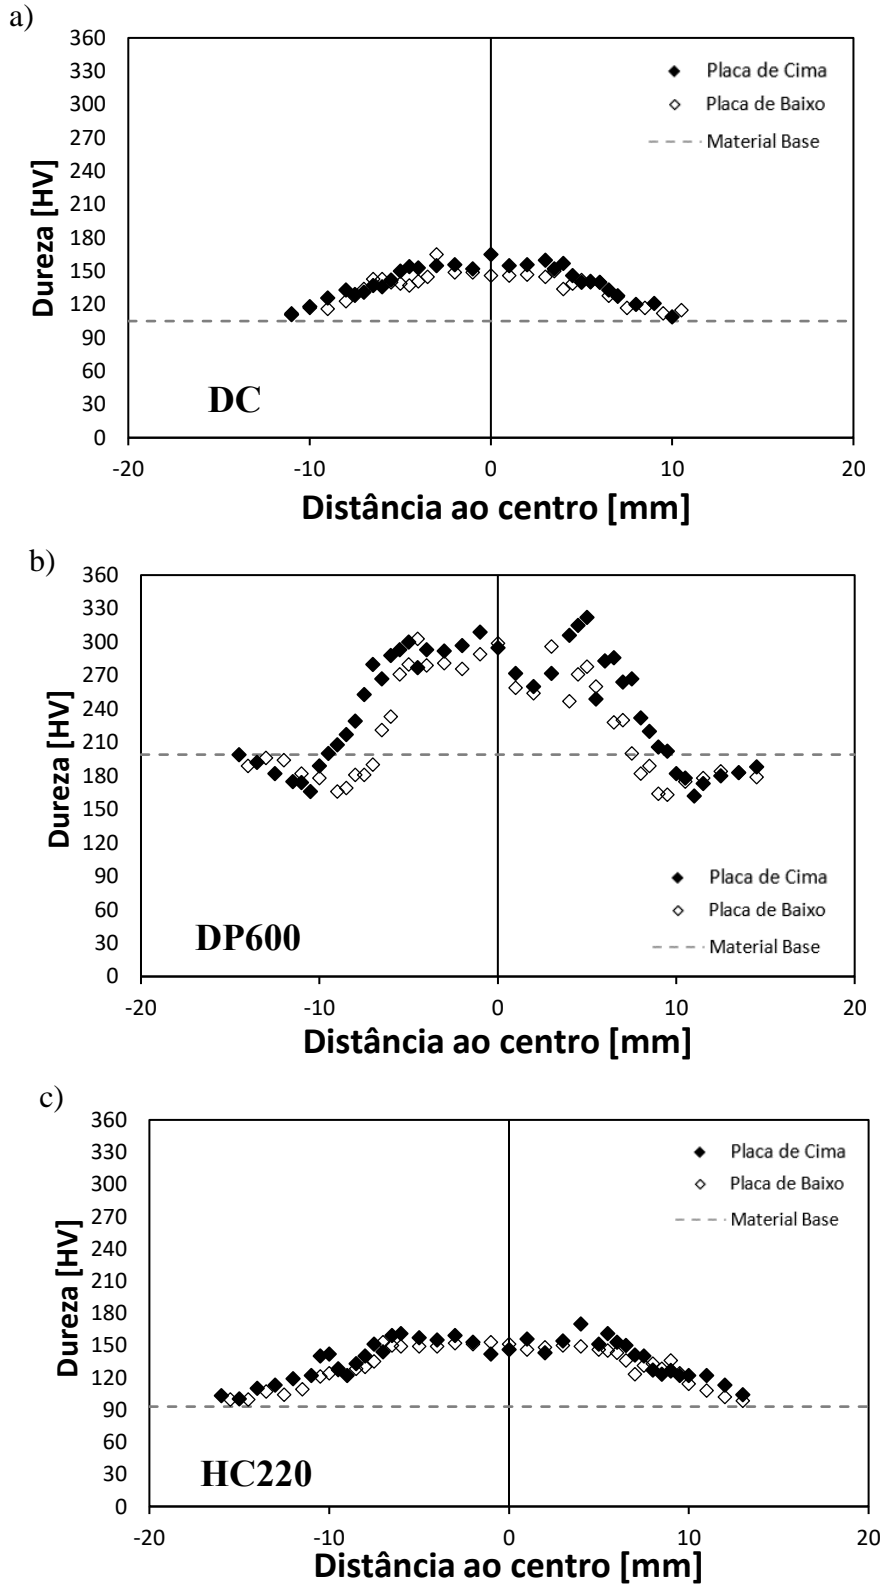 a)
360
330
300
270
240
210
180
150
120
90
60
30
0
Dureza [HV]
Placa de Cima
Placa de Baixo
Material Base
DC
-20
-10
0
10
20
Distância ao centro [mm]
b)
360
330
300
270
240
210
180
150
120
90
60
30
0
Dureza [HV]
Placa de Cima
Placa de Baixo
Material Base
DP600
-20
-10
0
10
20
Distância ao centro [mm]
c)
360
330
300
270
240
210
180
150
120
90
60
30
0
Dureza [HV]
Placa de Cima
Placa de Baixo
Material Base
HC220
-20
-10
0
10
20
Distância ao centro [mm]